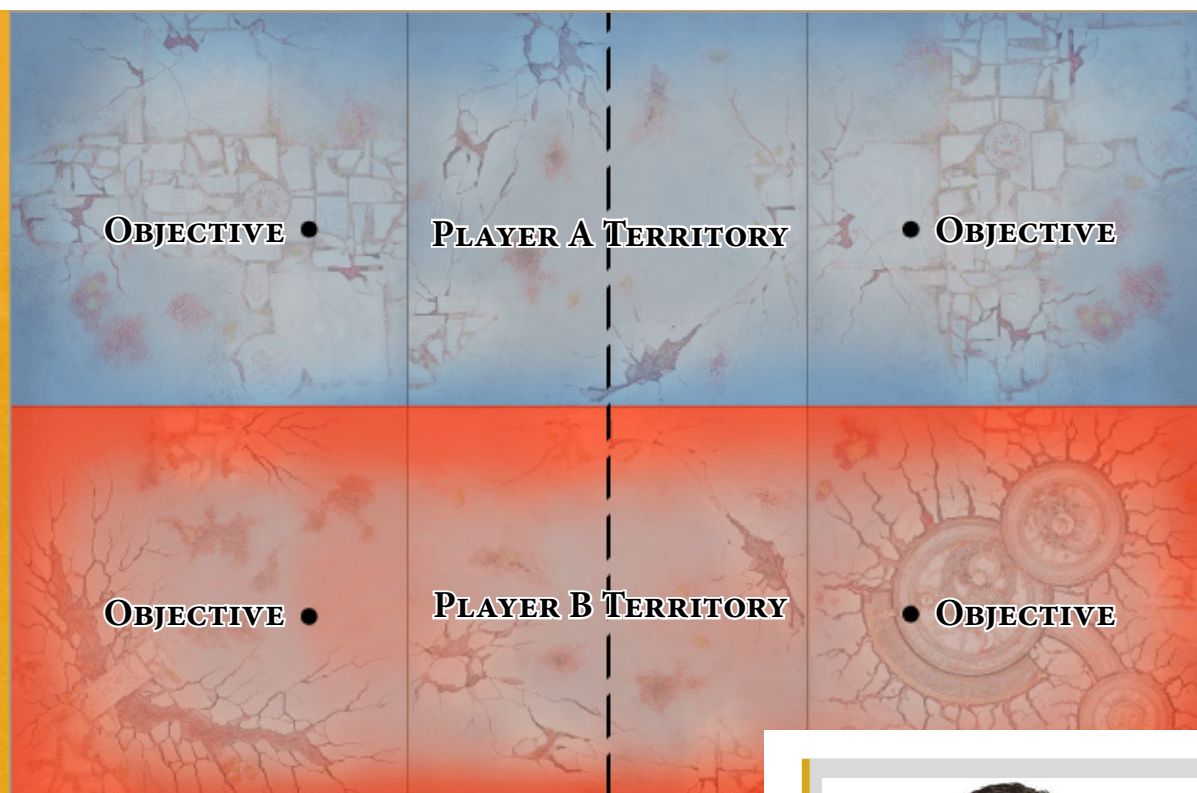 Objective
Player A Territory
Objective
Objective
Player B Territory
Objective